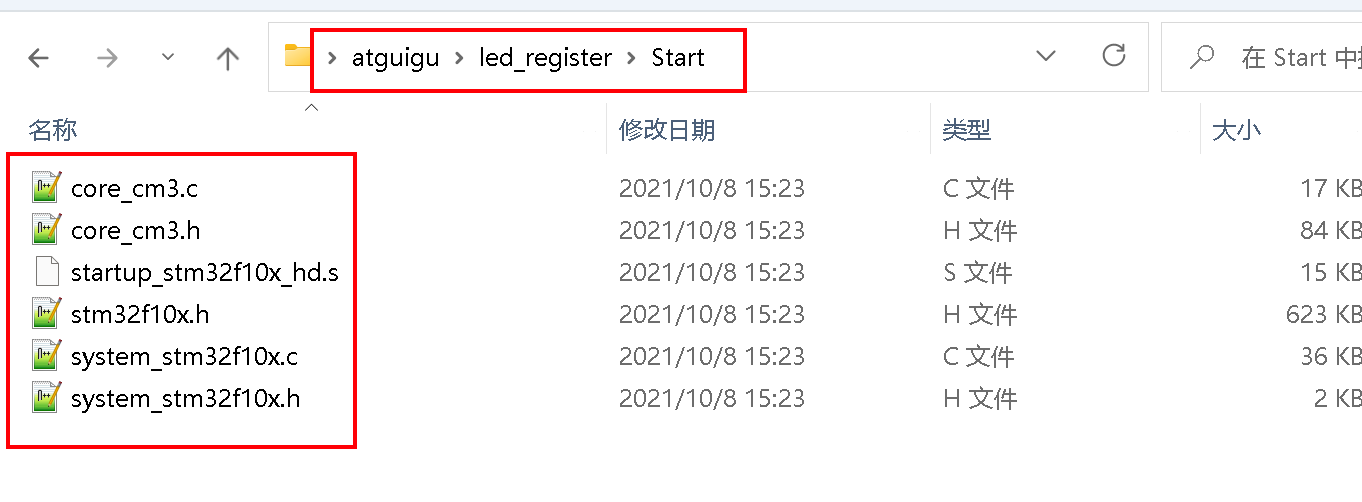 atguigu › led_register › Start
在 Start 中
名称 修改日期 类型 大小
core_cm3.c 2021/10/8 15:23 C 文件 17 KB
core_cm3.h 2021/10/8 15:23 H 文件 84 KB
startup_stm32f10x_hd.s 2021/10/8 15:23 S 文件 15 KB
stm32f10x.h 2021/10/8 15:23 H 文件 623 KB
system_stm32f10x.c 2021/10/8 15:23 C 文件 36 KB
system_stm32f10x.h 2021/10/8 15:23 H 文件 2 KB